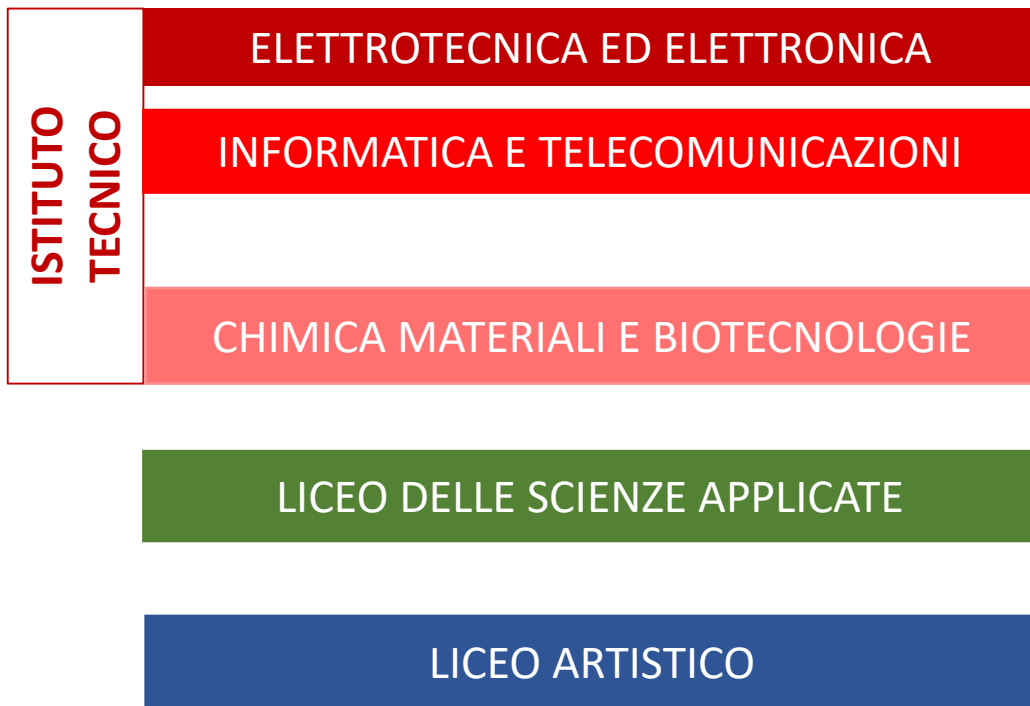 ISTITUTO
TECNICO
ELETTROTECNICA ED ELETTRONICA
INFORMATICA E TELECOMUNICAZIONI
CHIMICA MATERIALI E BIOTECNOLOGIE
LICEO DELLE SCIENZE APPLICATE
LICEO ARTISTICO